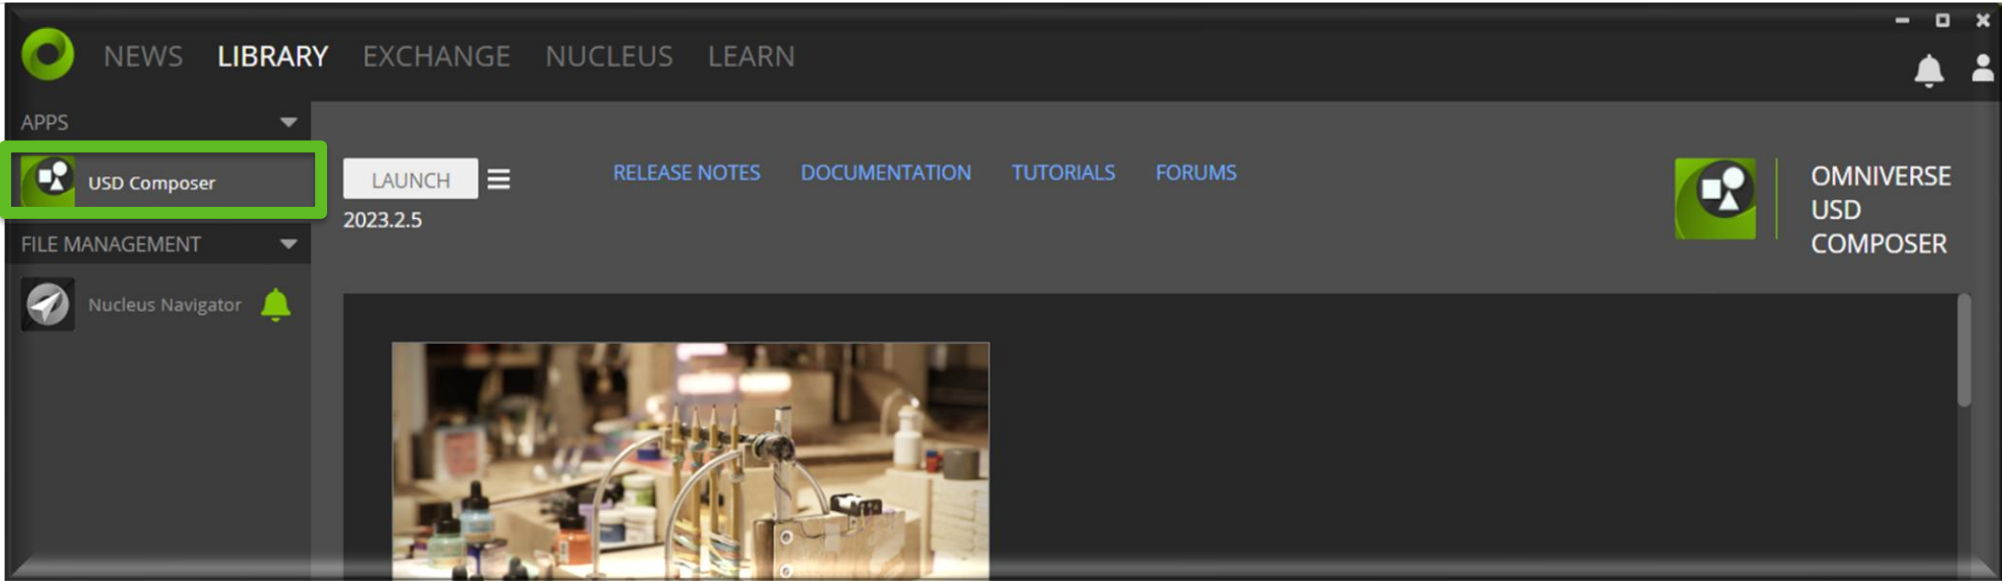 NEWS LIBRARY EXCHANGE NUCLEUS LEARN
APPS
USD Composer
FILE MANAGEMENT
Nucleus Navigator
LAUNCH
2023.2.5
RELEASE NOTES DOCUMENTATION TUTORIALS FORUMS
OMNIVERSE
USD
COMPOSER